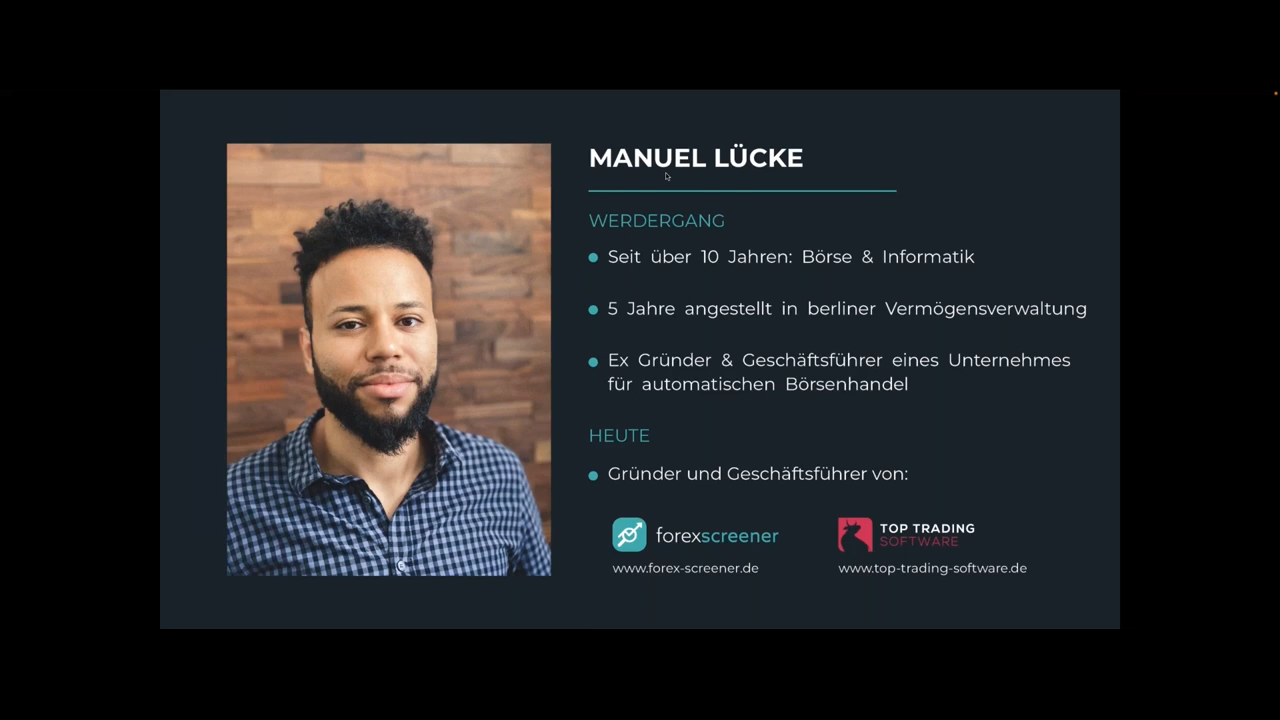 MANUEL LÜCKE
WERDERGANG
Seit über 10 Jahren: Börse & Informatik
5 Jahre angestellt in berliner Vermögensverwaltung
Ex Gründer & Geschäftsführer eines Unternehmes
für automatischen Börsenhandel
HEUTE
Gründer und Geschäftsführer von:
forexscreener
www.forex-screener.de
TOP TRADING
SOFTWARE
www.top-trading-software.de